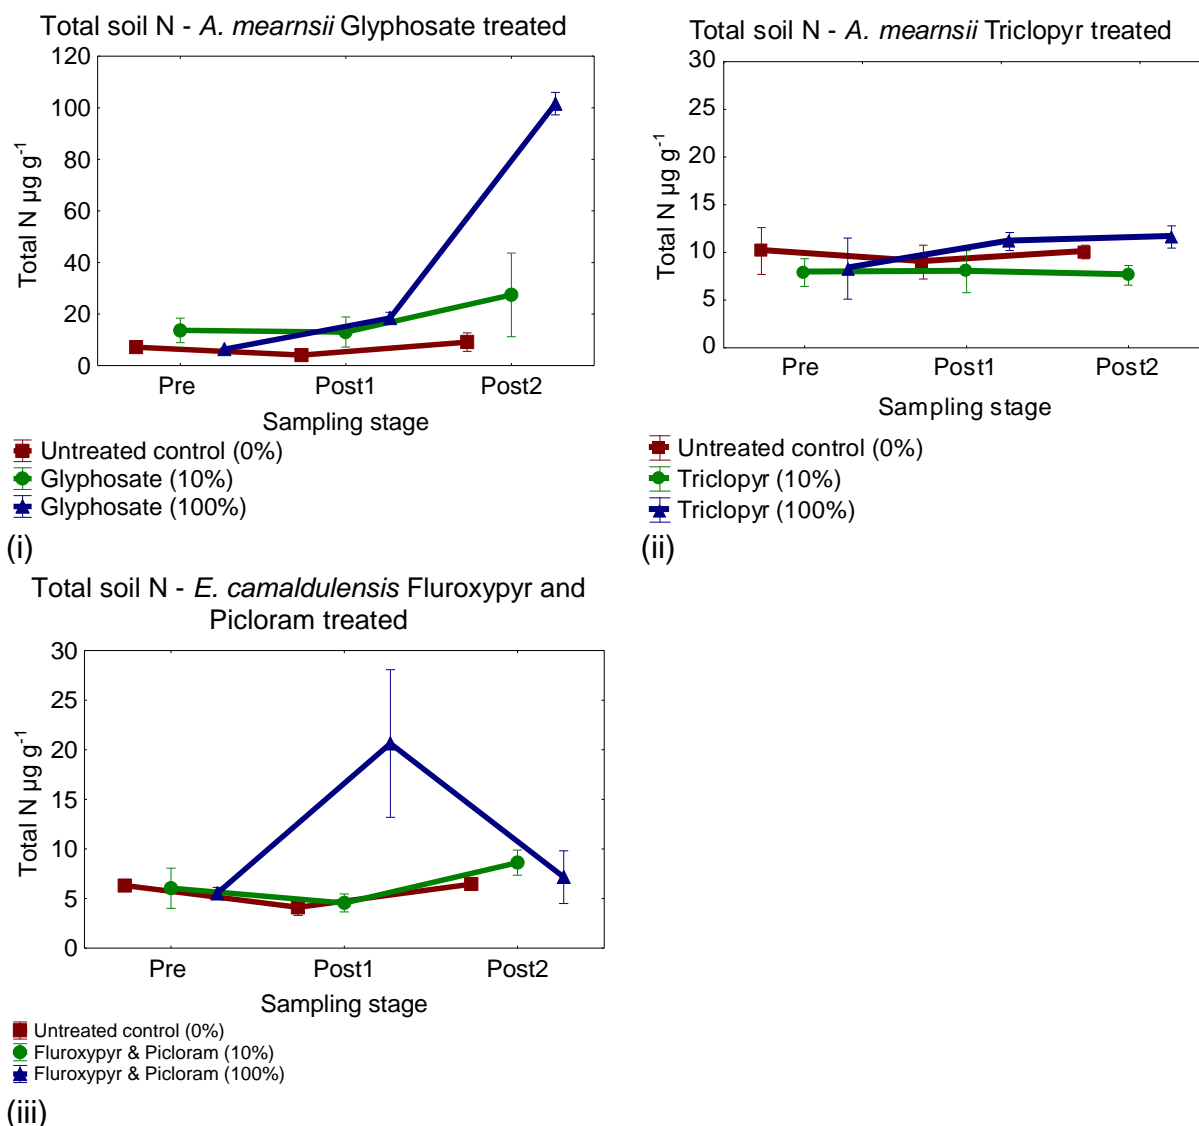 Total soil N - A. mearnsii Glyphosate treated
120
100
80
60
40
20
0
Total N µg g-1
Pre Post1 Post2
Sampling stage
Untreated control (0%)
Glyphosate (10%)
Glyphosate (100%)
(i)
Total soil N - A. mearnsii Triclopyr treated
30
25
20
15
10
5
0
Total N µg g-1
Pre Post1 Post2
Sampling stage
Untreated control (0%)
Triclopyr (10%)
Triclopyr (100%)
(ii)
Total soil N - E. camaldulensis Fluroxypyr and
Picloram treated
30
25
20
15
10
5
0
Total N µg g-1
Pre Post1 Post2
Sampling stage
Untreated control (0%)
Fluroxypyr & Picloram (10%)
Fluroxypyr & Picloram (100%)
(iii)